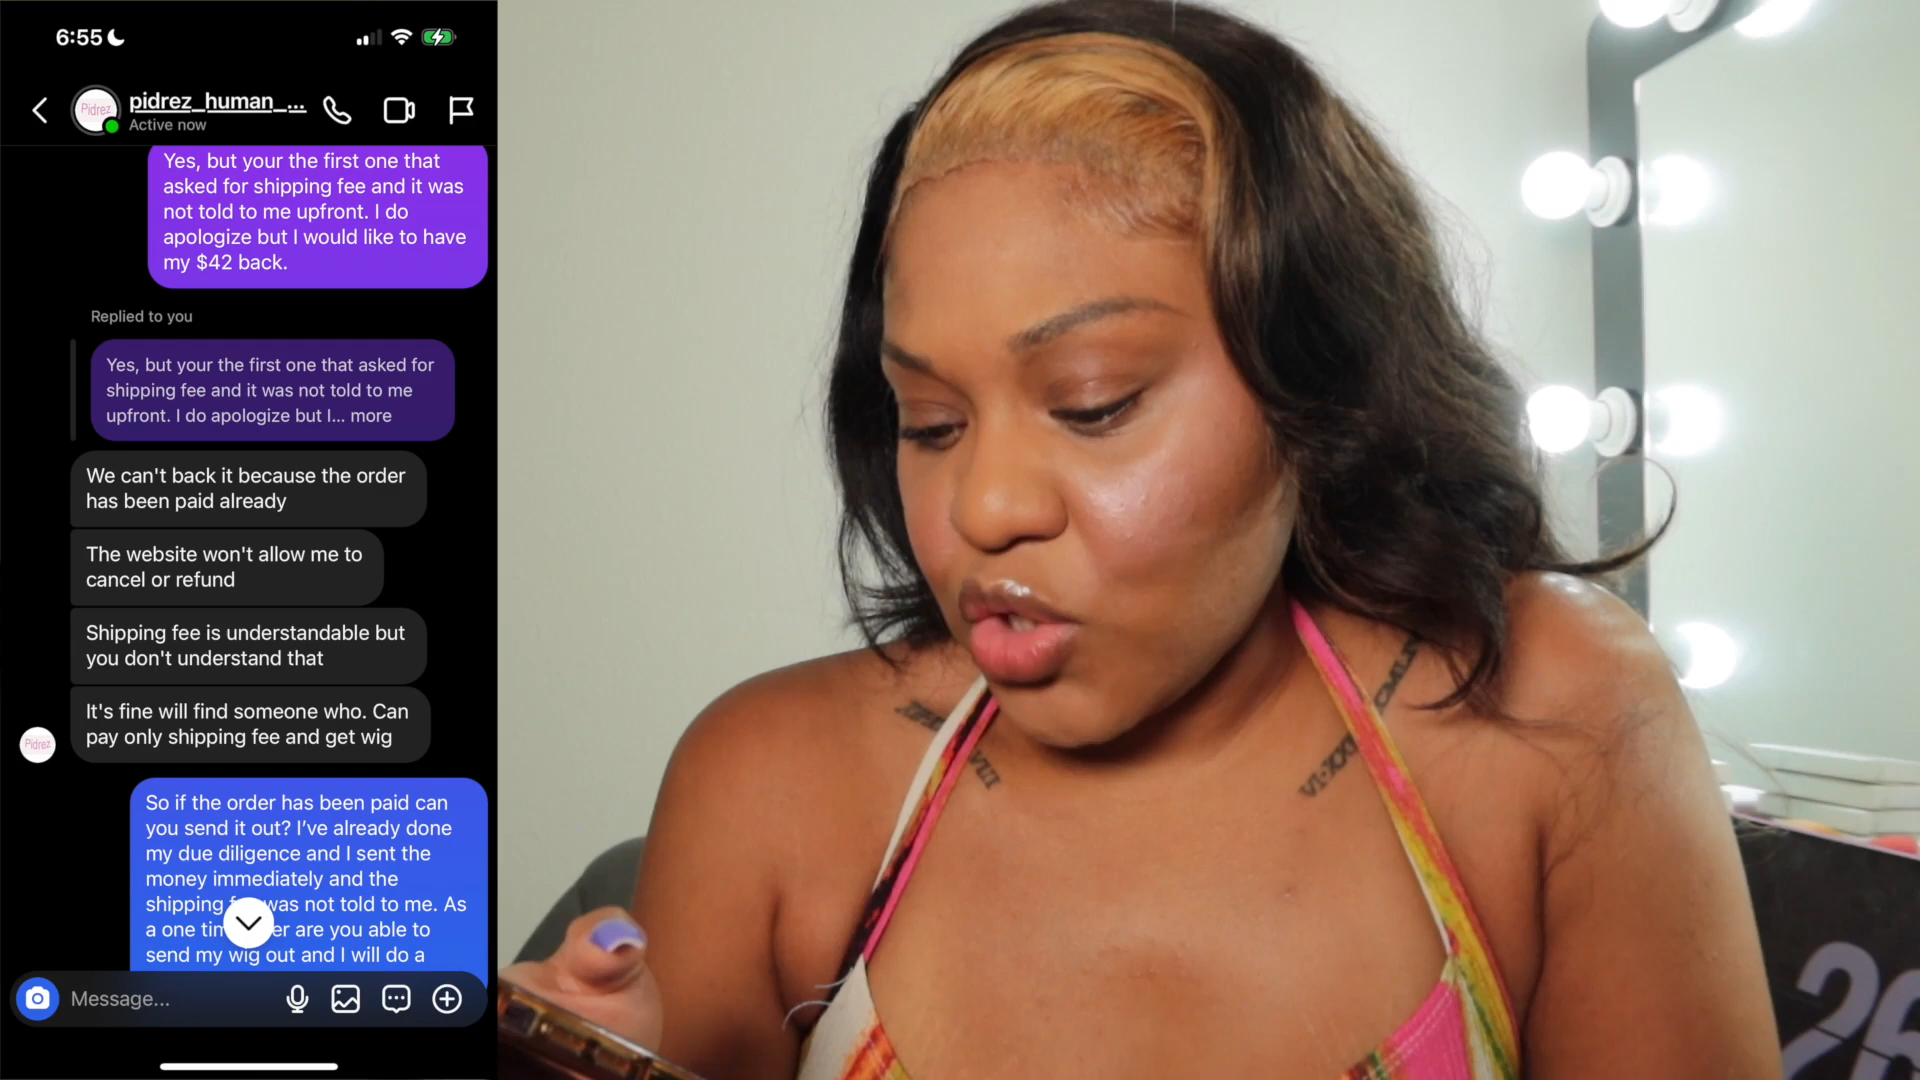 6:55
Pidrez
pidrez_human_...
Active now
Yes, but your the first one that
asked for shipping fee and it was
not told to me upfront. I do
apologize but I would like to have
my $42 back.
Replied to you
Yes, but your the first one that asked for
shipping fee and it was not told to me
upfront. I do apologize but I... more
We can't back it because the order
has been paid already
The website won't allow me to
cancel or refund
Shipping fee is understandable but
you don't understand that
It's fine will find someone who. Can
pay only shipping fee and get wig
Pidrez
So if the order has been paid can
you send it out? I’ve already done
my due diligence and I sent the
money immediately and the
shipping was not told to me. As
a one are you able to
send my wig out and I will do a
Message...
26